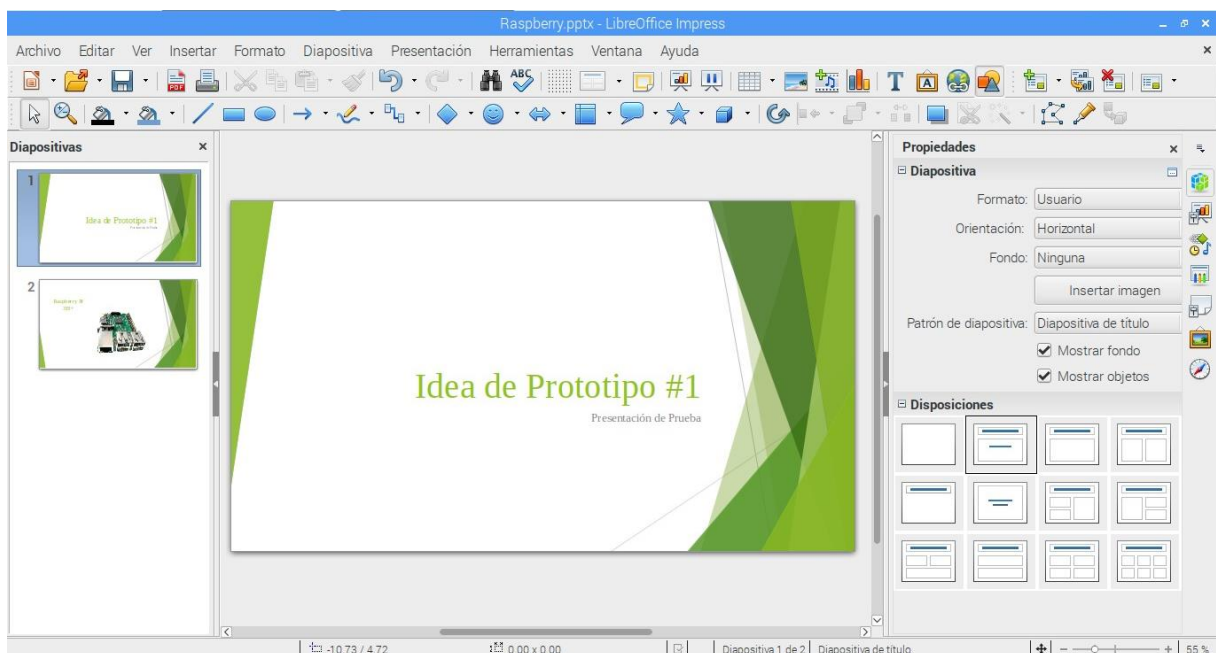 Raspberry.pptx - LibreOffice Impress
Archivo Editar Ver Insertar Formato Diapositiva Presentación Herramientas Ventana Ayuda
Diapositivas
1
Idea de Prototipo #1
2
Idea de Prototipo #1
Presentación de Prueba
Propiedades
Diapositiva
Formato: Usuario
Orientación: Horizontal
Fondo: Ninguna
Insertar imagen
Patrón de diapositiva: Diapositiva de título
Mostrar fondo
Mostrar objetos
Disposiciones
-10.73 / 4.72 0.00 x 0.00 Diapositiva 1 de 2 Diapositiva de título 55 %